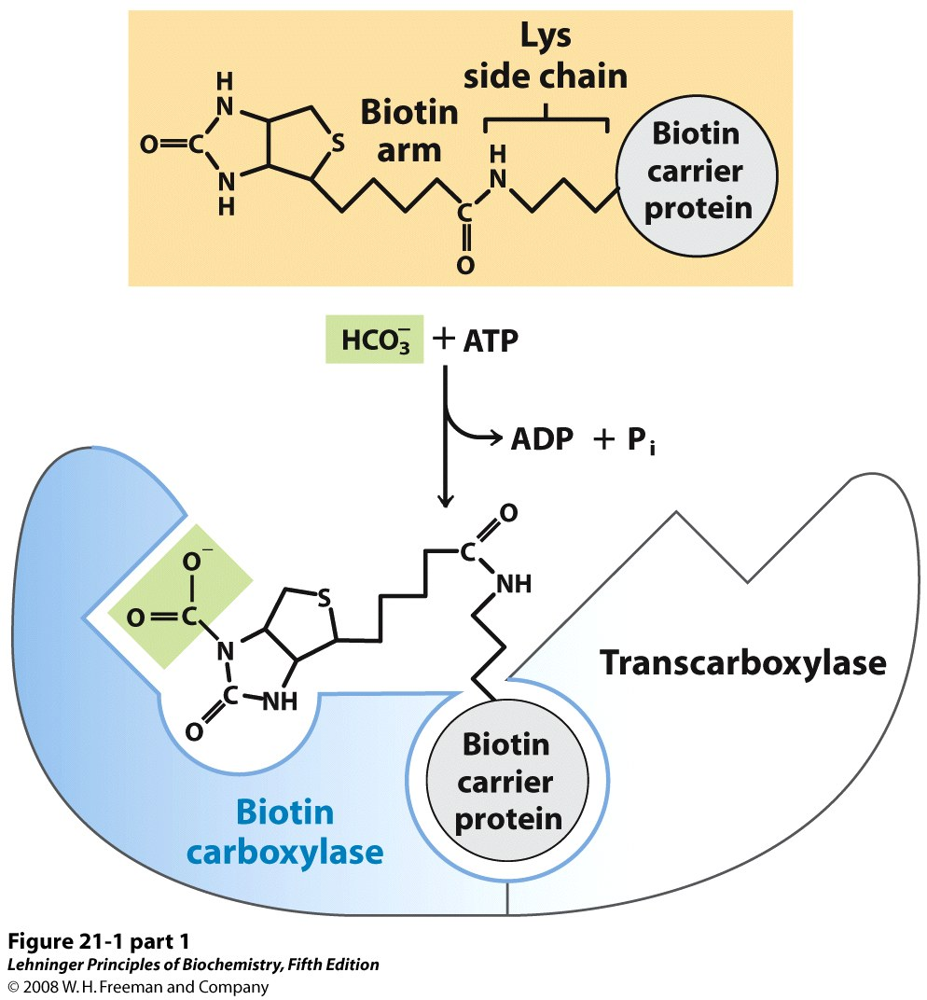 Lys
side chain
Biotin
arm
Biotin
carrier
protein
H
N
O=C
N
H
S
H
N
C
O
HCO₃⁻ + ATP
ADP + Pᵢ
O⁻
O=C
N
C
O
NH
S
C
O
NH
Transcarboxylase
Biotin
carrier
protein
Biotin
carboxylase
Figure 21-1 part 1
Lehninger Principles of Biochemistry, Fifth Edition
© 2008 W. H. Freeman and Company